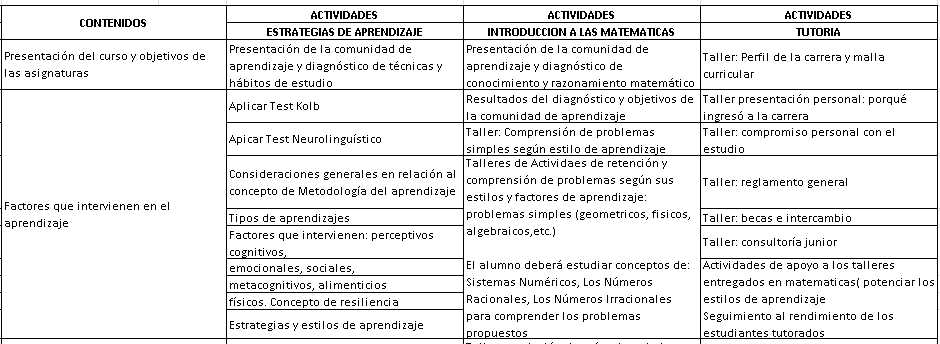 CONTENIDOS
ACTIVIDADES
ESTRATEGIAS DE APRENDIZAJE
ACTIVIDADES
INTRODUCCION A LAS MATEMATICAS
ACTIVIDADES
TUTORIA
Presentación del curso y objetivos de
las asignaturas
Presentación de la comunidad de
aprendizaje y diagnóstico de técnicas y
hábitos de estudio
Presentación de la comunidad de
aprendizaje y diagnóstico de
conocimiento y razonamiento matemático
Taller: Perfil de la carrera y malla
curricular
Factores que intervienen en el
aprendizaje
Aplicar Test Kolb
Resultados del diagnóstico y objetivos de
la comunidad de aprendizaje
Taller presentación personal: porqué
ingresó a la carrera
Apicar Test Neurolinguístico
Taller: Comprensión de problemas
simples según estilo de aprendizaje
Taller: compromiso personal con el
estudio
Consideraciones generales en relación al
concepto de Metodología del aprendizaje
Talleres de Activida​es de retención y
comprensión de problemas según sus
estilos y factores de aprendizaje:
problemas simples (geometricos, fisicos,
algebraicos,etc.)
Taller: reglamento general
Tipos de aprendizajes
Taller: becas e intercambio
Factores que intervienen: perceptivos
cognitivos,
Taller: consultoría junior
emocionales, sociales,
metacognitivos, alimenticios
físicos. Concepto de resiliencia
Estrategias y estilos de aprendizaje
El alumno deberá estudiar conceptos de:
Sistemas Numéricos, Los Números
Racionales, Los Números Irracionales
para comprender los problemas
propuestos
Actividades de apoyo a los talleres
entregados en matematicas( potenciar los
estilos de aprendizaje
Seguimiento al rendimiento de los
estudiantes tutorados